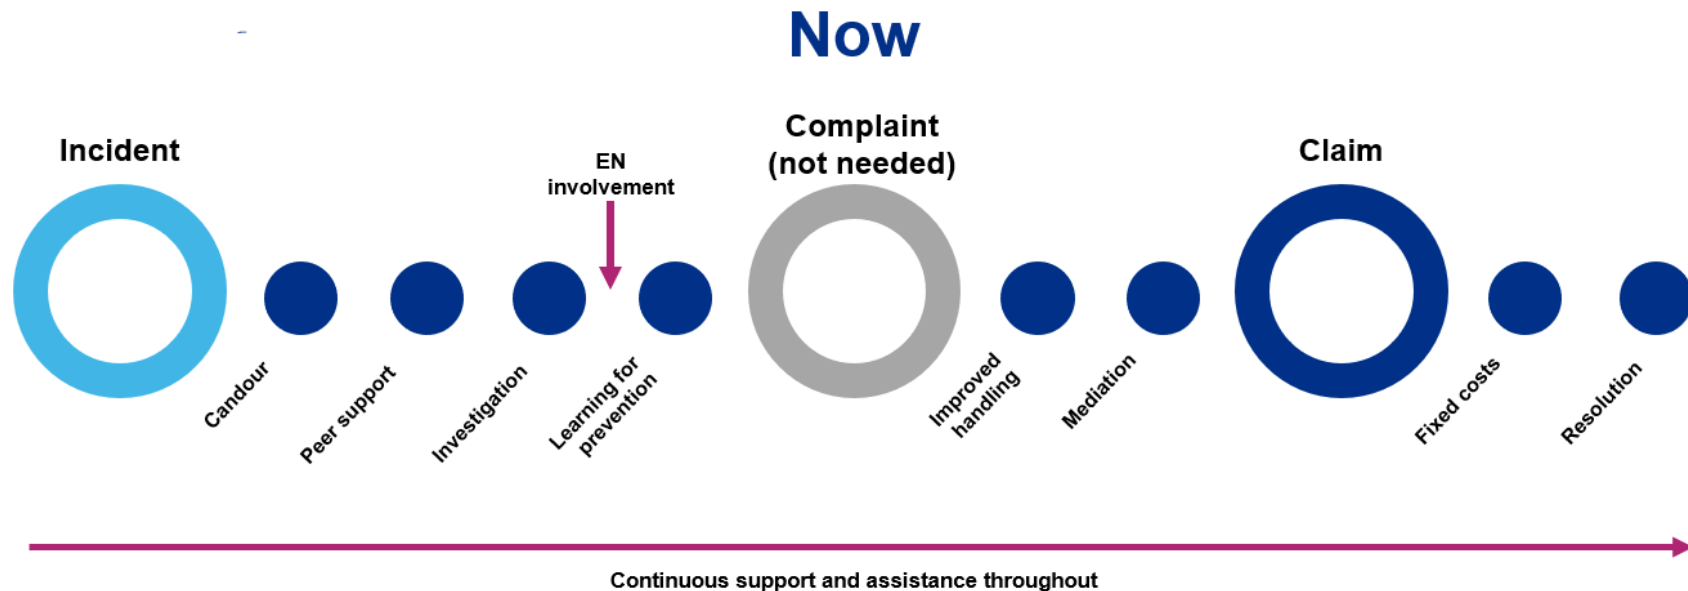 Now
Incident
EN
involvement
Complaint
(not needed)
Claim
Candour
Peer support
Investigation
Learning for
prevention
Improved
handling
Mediation
Fixed costs
Resolution
Continuous support and assistance throughout